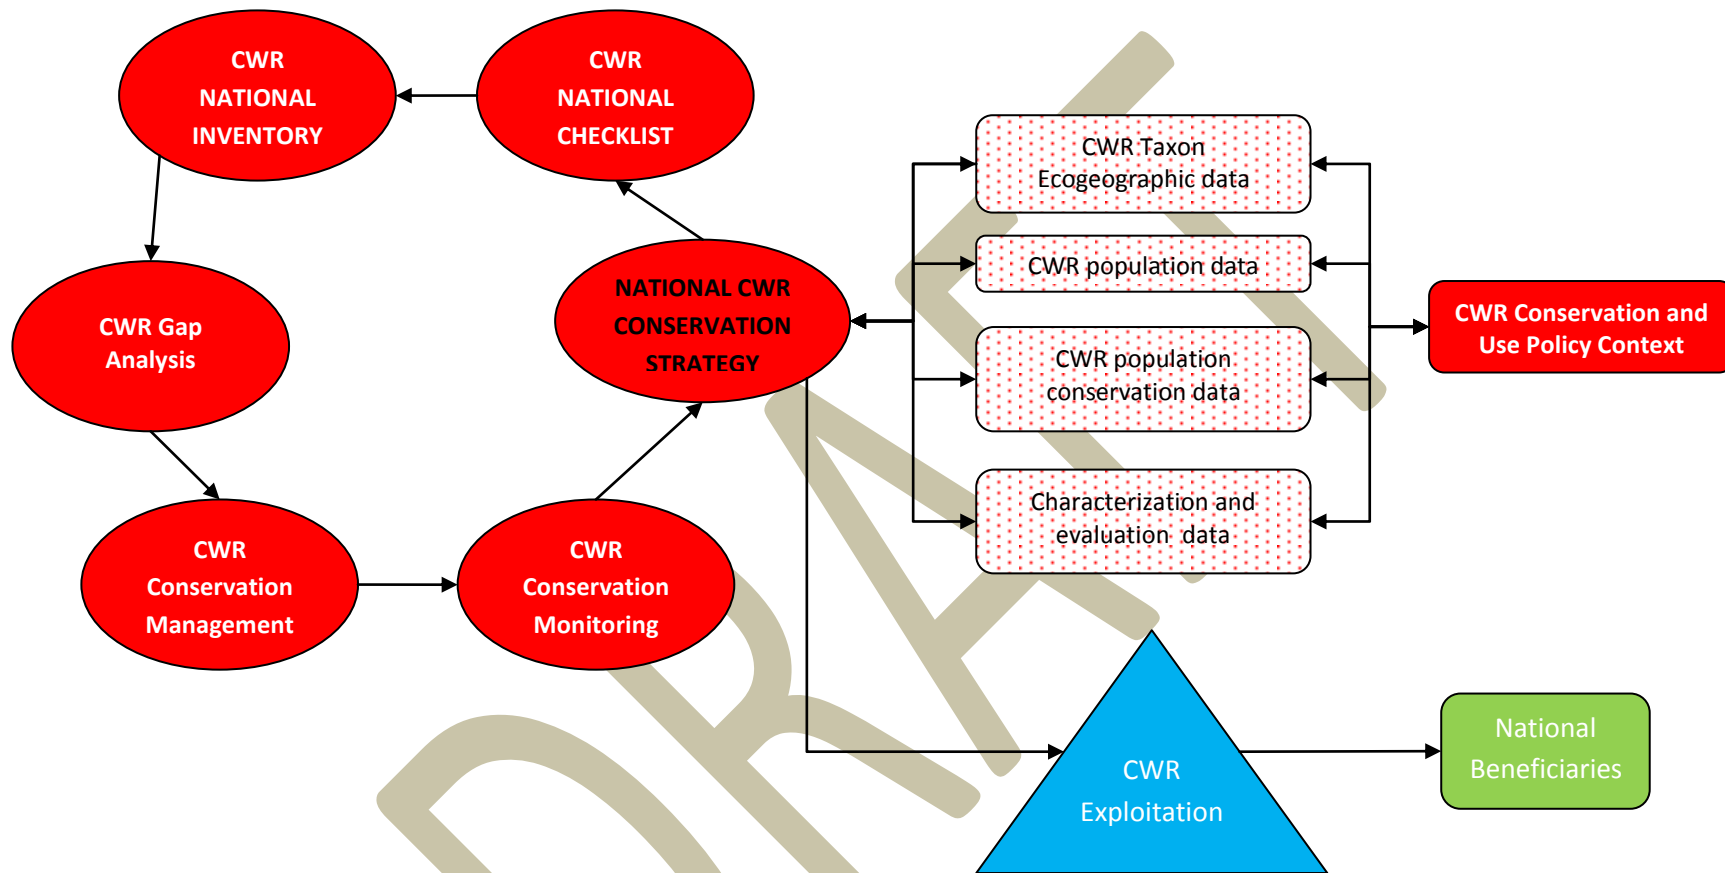 CWR
NATIONAL
INVENTORY
CWR
NATIONAL
CHECKLIST
CWR Gap
Analysis
NATIONAL CWR
CONSERVATION
STRATEGY
CWR
Conservation
Management
CWR
Conservation
Monitoring
CWR Taxon
Ecogeographic data
CWR population data
CWR population
conservation data
Characterization and
evaluation data
CWR Conservation and
Use Policy Context
CWR
Exploitation
National
Beneficiaries
DRAFT